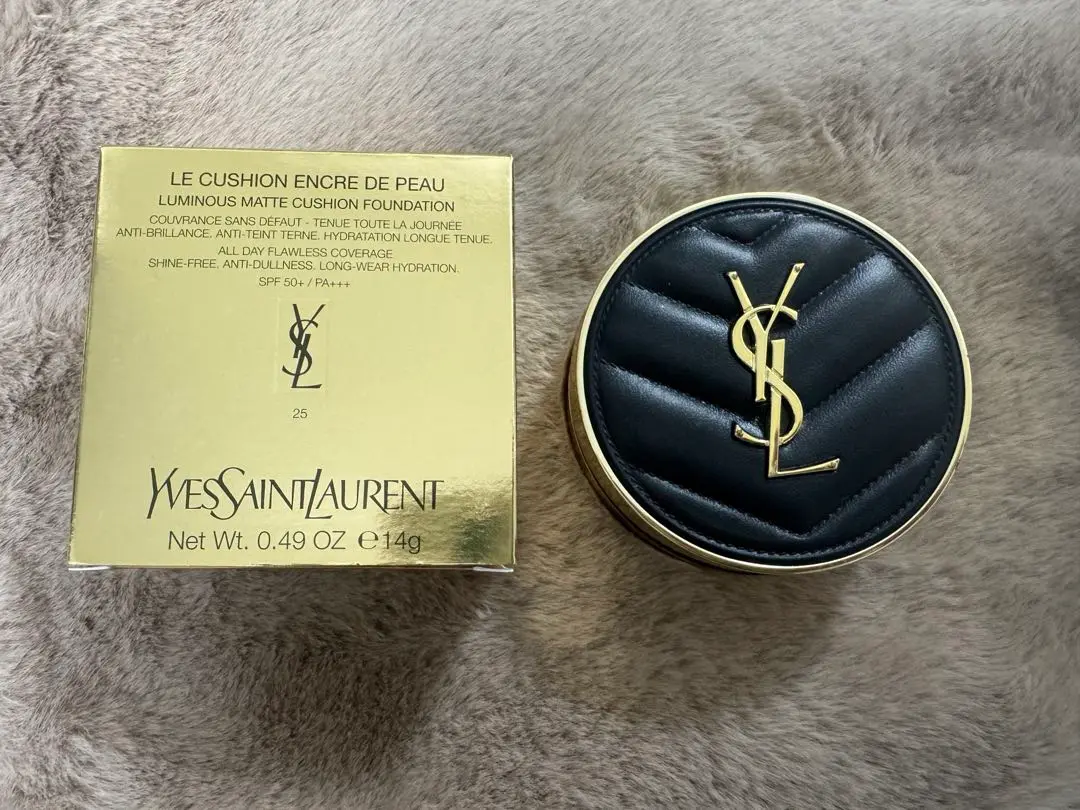 LE CUSHION ENCRE DE PEAU
LUMINOUS MATTE CUSHION FOUNDATION
COUVRANCE SANS DÉFAUT - TENUE TOUTE LA JOURNÉE
ANTI-BRILLANCE. ANTI-TEINT TERNE. HYDRATATION LONGUE TENUE.
ALL DAY FLAWLESS COVERAGE
SHINE-FREE. ANTI-DULLNESS. LONG-WEAR HYDRATION.
SPF 50+ / PA+++
YSL
25
YVESSAINTLAURENT
Net Wt. 0.49 OZ ℮14g
YSL